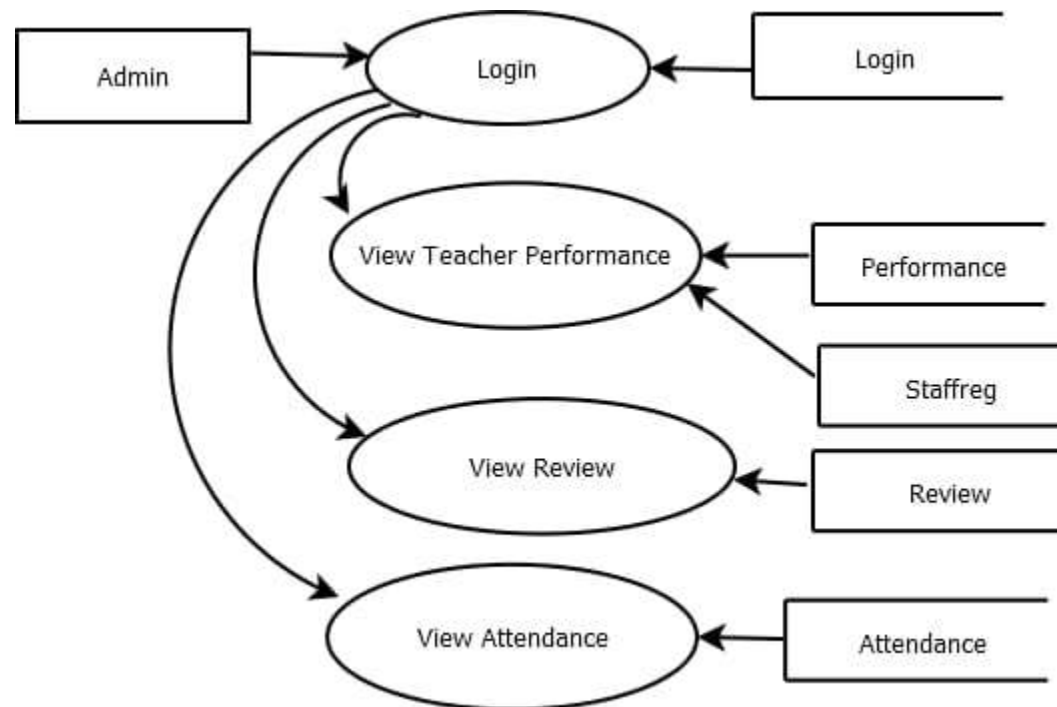 Admin
Login
Login
View Teacher Performance
Performance
Staffreg
View Review
Review
View Attendance
Attendance